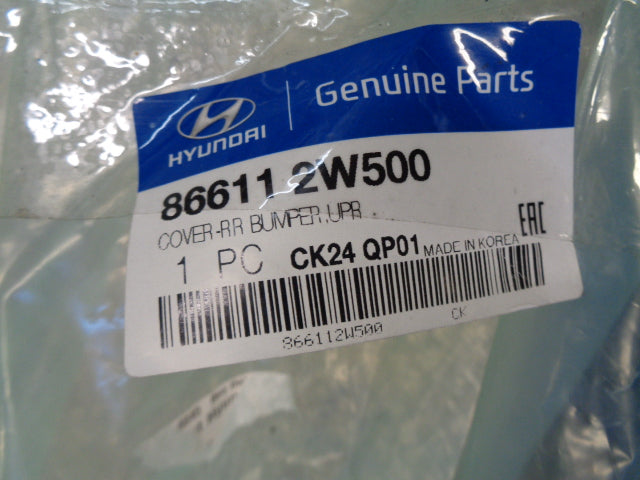 HYUNDAI
Genuine Parts
86611 2W500
COVER-RR BUMPER,UPR
EAC
1 PC CK24 QP01 MADE IN KOREA
866112W500
CK